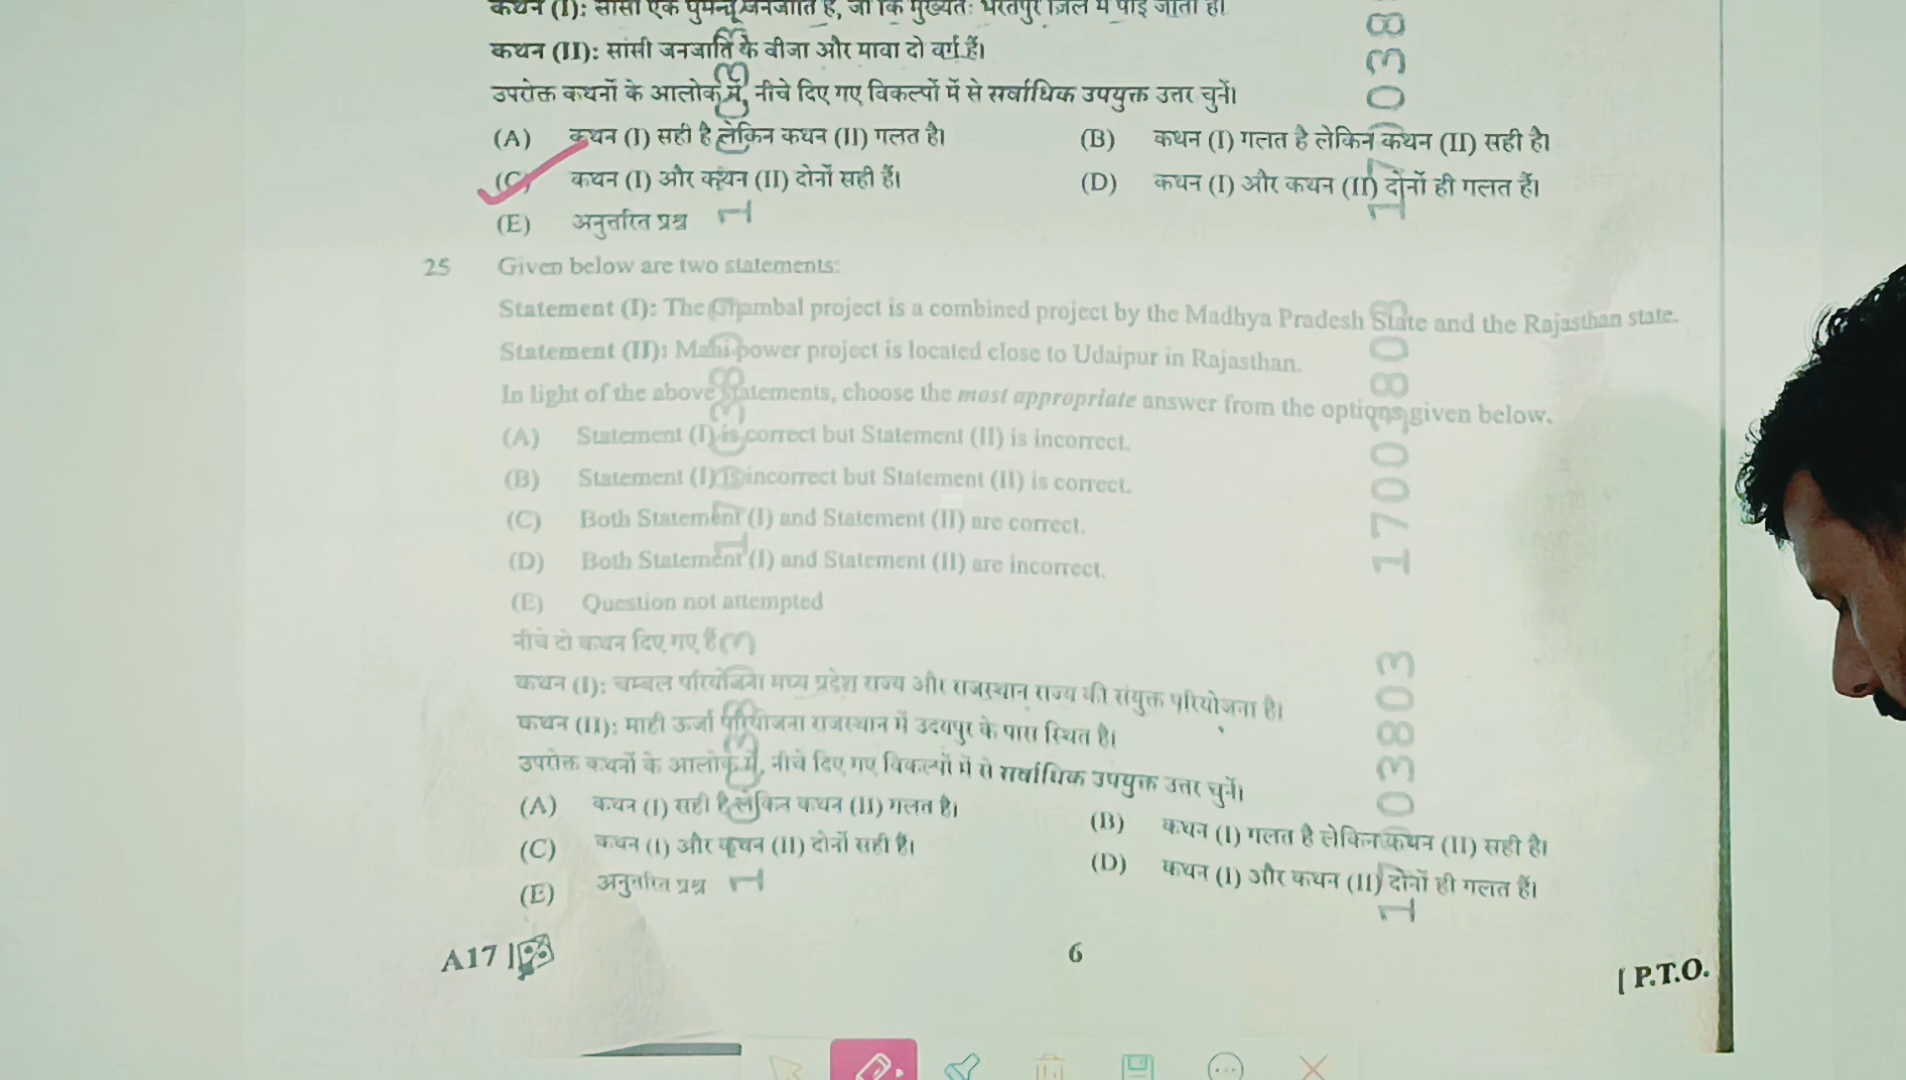 कथन (I): सांसी एक घुमन्तू जनजाति है, जो कि मुख्यतः भरतपुर जिले में पाई जाती है।
कथन (II): सांसी जनजाति के बीजा और माया दो वर्ग हैं।
उपरोक्त कथनों के आलोक में, नीचे दिए गए विकल्पों में से सर्वाधिक उपयुक्त उत्तर चुनें।
(A) कथन (I) सही है लेकिन कथन (II) गलत है। (B) कथन (I) गलत है लेकिन कथन (II) सही है।
(C) कथन (I) और कथन (II) दोनों सही हैं। (D) कथन (I) और कथन (II) दोनों ही गलत हैं।
(E) अनुत्तरित प्रश्न
25 Given below are two statements:
Statement (I): The Chambal project is a combined project by the Madhya Pradesh State and the Rajasthan state.
Statement (II): Mahi power project is located close to Udaipur in Rajasthan.
In light of the above statements, choose the most appropriate answer from the options given below.
(A) Statement (I) is correct but Statement (II) is incorrect.
(B) Statement (I) is incorrect but Statement (II) is correct.
(C) Both Statement (I) and Statement (II) are correct.
(D) Both Statement (I) and Statement (II) are incorrect.
(E) Question not attempted
नीचे दो कथन दिए गए हैं
कथन (I): चम्बल परियोजना मध्य प्रदेश राज्य और राजस्थान राज्य की संयुक्त परियोजना है।
कथन (II): माही ऊर्जा परियोजना राजस्थान में उदयपुर के पास स्थित है।
उपरोक्त कथनों के आलोक में, नीचे दिए गए विकल्पों में से सर्वाधिक उपयुक्त उत्तर चुनें।
(A) कथन (I) सही है लेकिन कथन (II) गलत है। (B) कथन (I) गलत है लेकिन कथन (II) सही है।
(C) कथन (I) और कथन (II) दोनों सही हैं। (D) कथन (I) और कथन (II) दोनों ही गलत हैं।
(E) अनुत्तरित प्रश्न
A17 6 [ P.T.O.